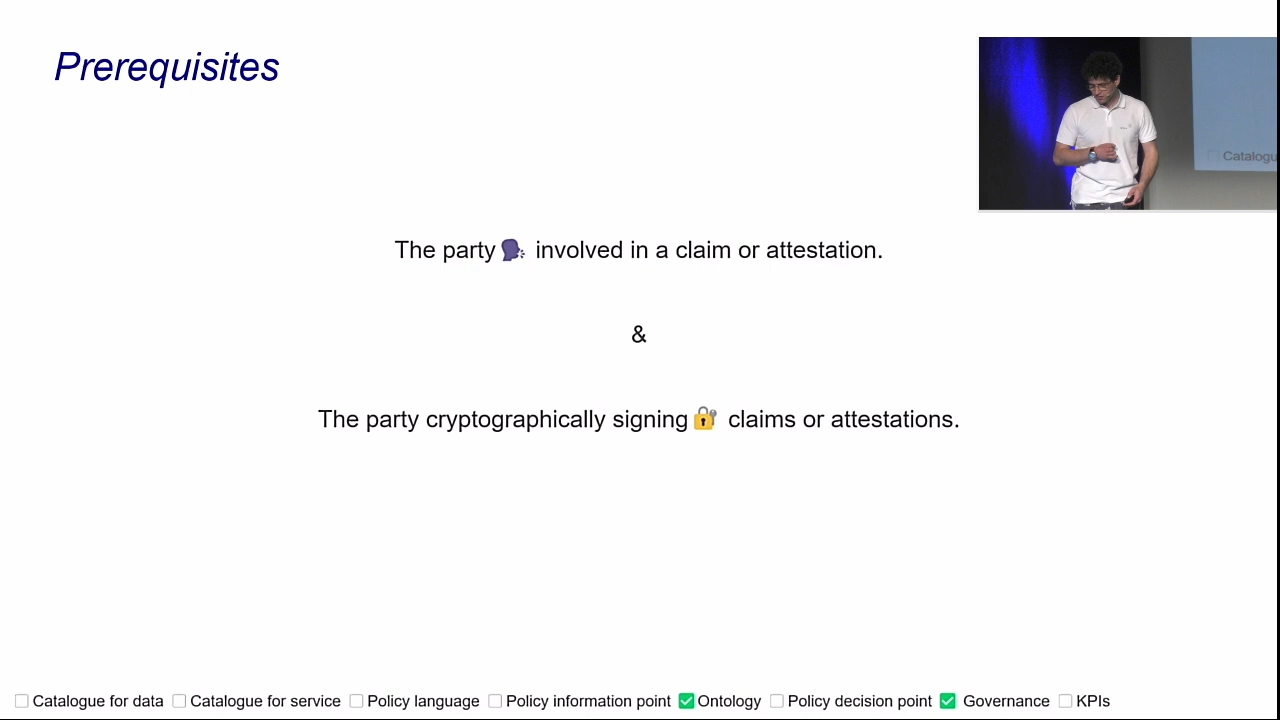 Prerequisites
Catalogu
The party 🗣 involved in a claim or attestation.
&
The party cryptographically signing 🔐 claims or attestations.
☐ Catalogue for data ☐ Catalogue for service ☐ Policy language ☐ Policy information point ✅ Ontology ☐ Policy decision point ✅ Governance ☐ KPIs